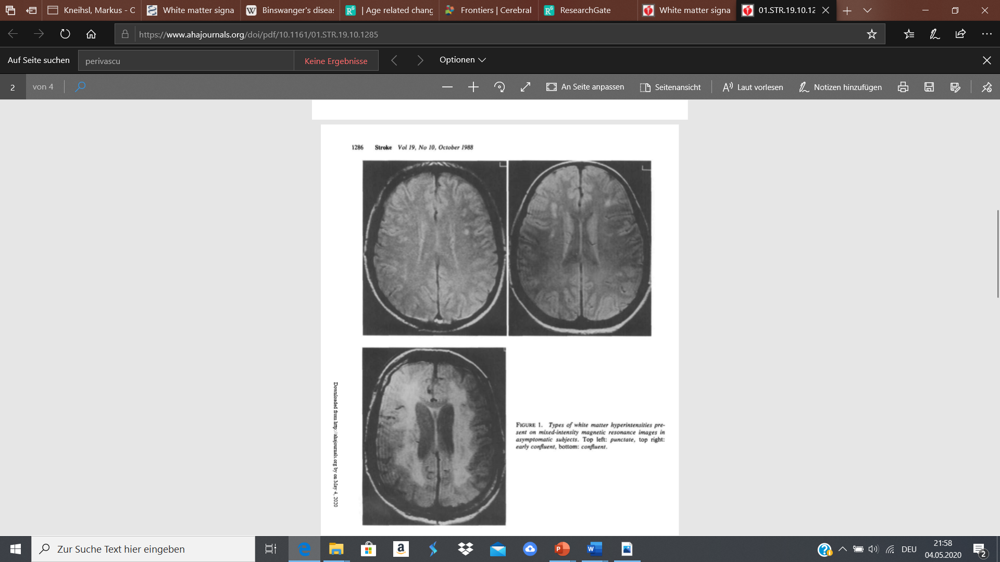 Kneihsl, Markus - C
White matter signa
Binswanger's diseas
| Age related chang
Frontiers | Cerebral
ResearchGate
White matter signa
01.STR.19.10.12
https://www.ahajournals.org/doi/pdf/10.1161/01.STR.19.10.1285
Auf Seite suchen
perivascu
Keine Ergebnisse
Optionen
2
von 4
An Seite anpassen
Seitenansicht
Laut vorlesen
Notizen hinzufügen
1286 Stroke Vol 19, No 10, October 1988
FIGURE 1. Types of white matter hyperintensities pre-
sent on mixed-intensity magnetic resonance images in
asymptomatic subjects. Top left: punctate, top right:
early confluent, bottom: confluent.
Downloaded from http://ahajournals.org by on May 4, 2020
Zur Suche Text hier eingeben
DEU
21:58
04.05.2020
2